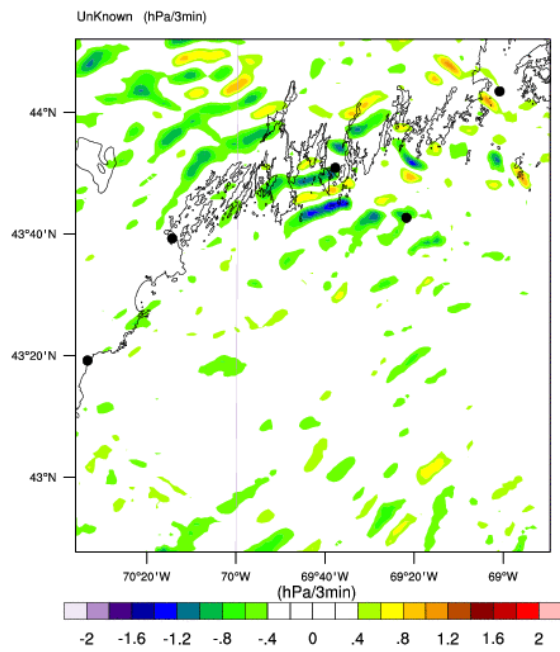 UnKnown (hPa/3min)
44°N
43°40'N
43°20'N
43°N
70°20'W 70°W 69°40'W 69°20'W 69°W
(hPa/3min)
-2 -1.6 -1.2 -.8 -.4 0 .4 .8 1.2 1.6 2